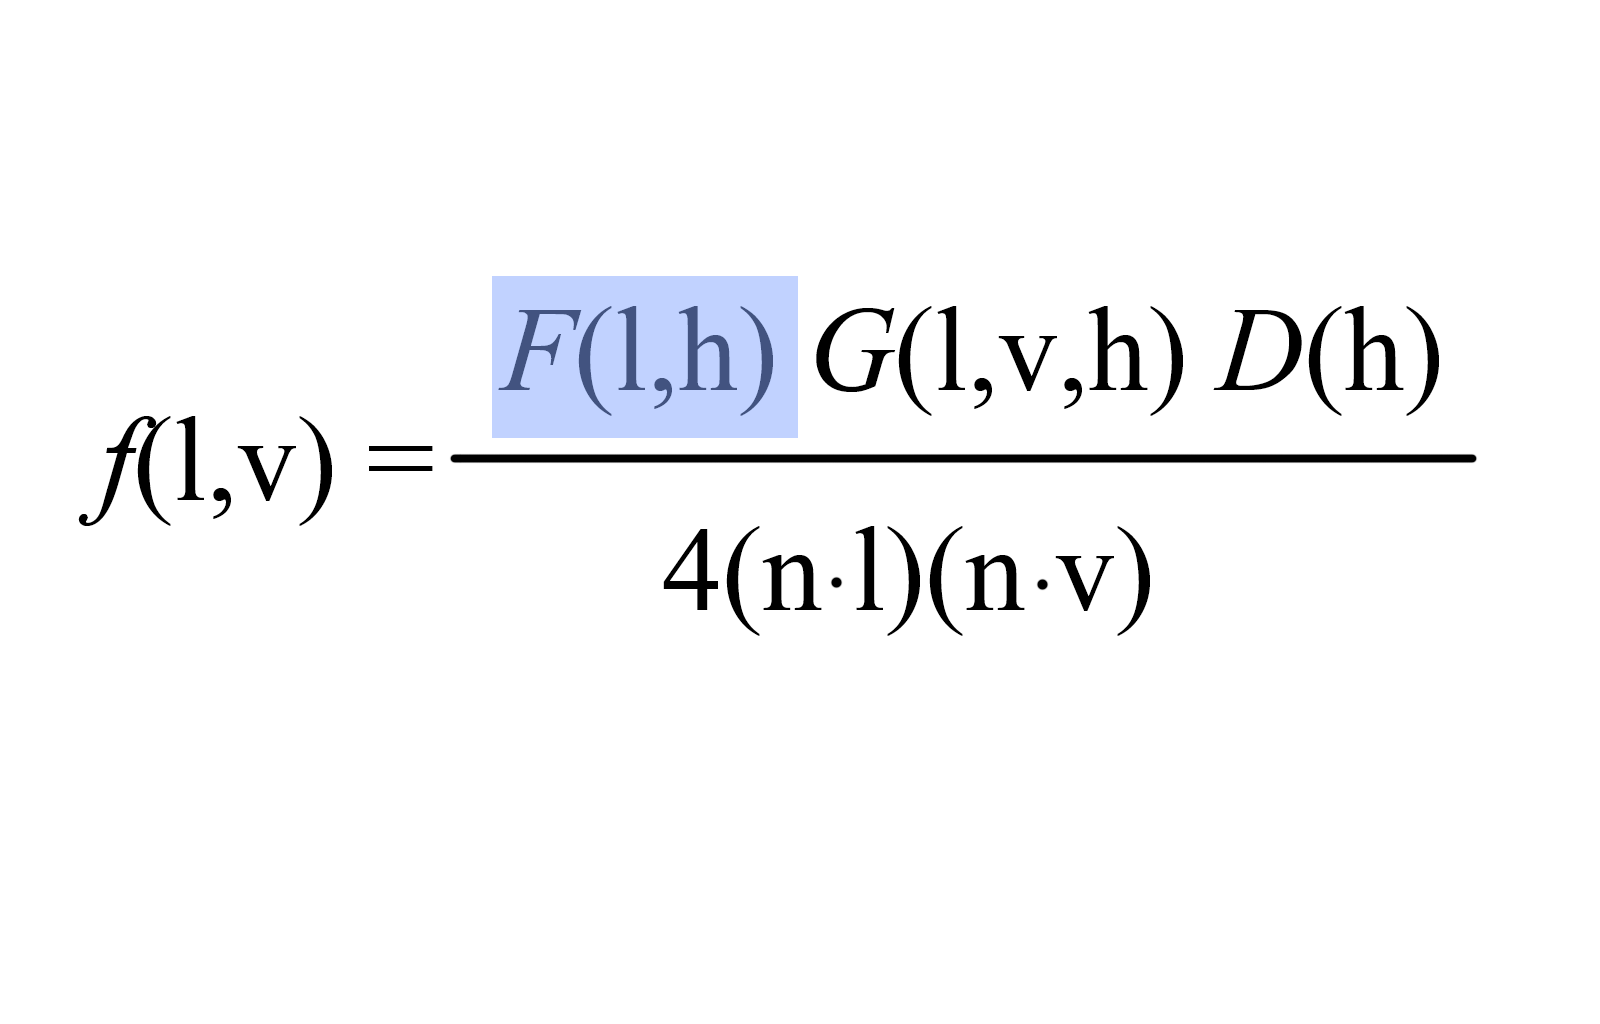 f(l,v) = F(l,h) G(l,v,h) D(h)
4(n·l)(n·v)